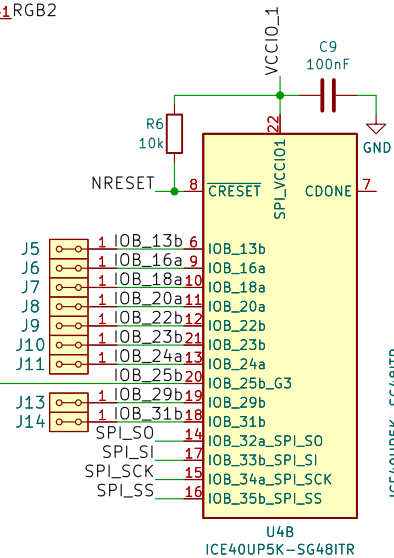 1 RGB2
VCCIO_1
C9
100nF
R6
10k
GND
22
SPI_VCCIO1
NRESET 8 CRESET CDONE 7
J5 1 IOB_13b 6 IOB_13b
J6 1 IOB_16a 9 IOB_16a
J7 1 IOB_18a 10 IOB_18a
J8 1 IOB_20a 11 IOB_20a
J9 1 IOB_22b 12 IOB_22b
J10 1 IOB_23b 21 IOB_23b
J11 1 IOB_24a 13 IOB_24a
IOB_25b 20 IOB_25b_G3
J13 1 IOB_29b 19 IOB_29b
J14 1 IOB_31b 18 IOB_31b
SPI_SO 14 IOB_32a_SPI_SO
SPI_SI 17 IOB_33b_SPI_SI
SPI_SCK 15 IOB_34a_SPI_SCK
SPI_SS 16 IOB_35b_SPI_SS
U4B
ICE40UP5K-SG48ITR